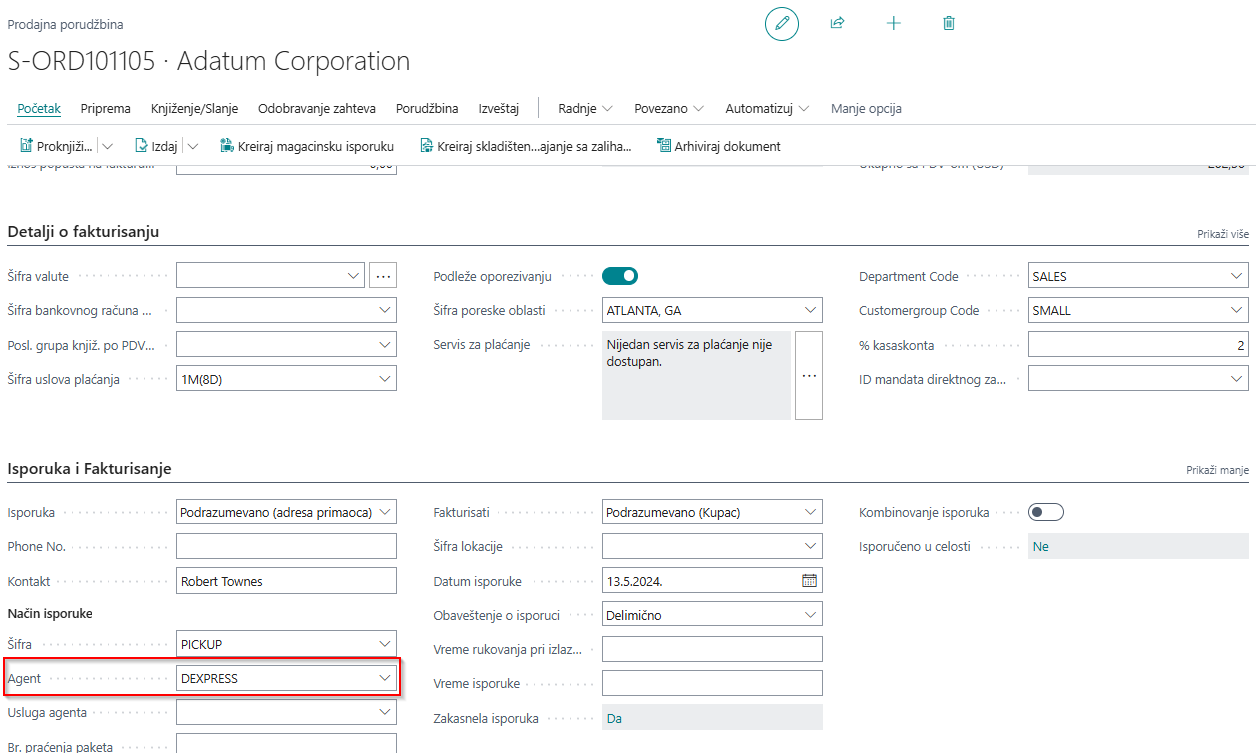 Prodajna porudžbina
S-ORD101105 · Adatum Corporation
Početak Priprema Knjiženje/Slanje Odobravanje zahteva Porudžbina Izveštaj Radnje Povezano Automatizuj Manje opcija
Proknjiži... Izdaj Kreiraj magacinsku isporuku Kreiraj skladišten...ajanje sa zaliha... Arhiviraj dokument
Detalji o fakturisanju Prikaži više
Šifra valute Podleže oporezivanju Department Code SALES
Šifra bankovnog računa ... Šifra poreske oblasti ATLANTA, GA Customergroup Code SMALL
Posl. grupa knjiž. po PDV... Servis za plaćanje Nijedan servis za plaćanje nije % kasaskonta 2
dostupan.
Šifra uslova plaćanja 1M(8D) ID mandata direktnog za...
Isporuka i Fakturisanje Prikaži manje
Isporuka Podrazumevano (adresa primaoca) Fakturisati Podrazumevano (Kupac) Kombinovanje isporuka
Phone No. Šifra lokacije Isporučeno u celosti Ne
Kontakt Robert Townes Datum isporuke 13.5.2024.
Način isporuke Obaveštenje o isporuci Delimično
Šifra PICKUP Vreme rukovanja pri izlaz...
Agent DEXPRESS Vreme isporuke
Usluga agenta Zakasnela isporuka Da
Br. praćenja paketa